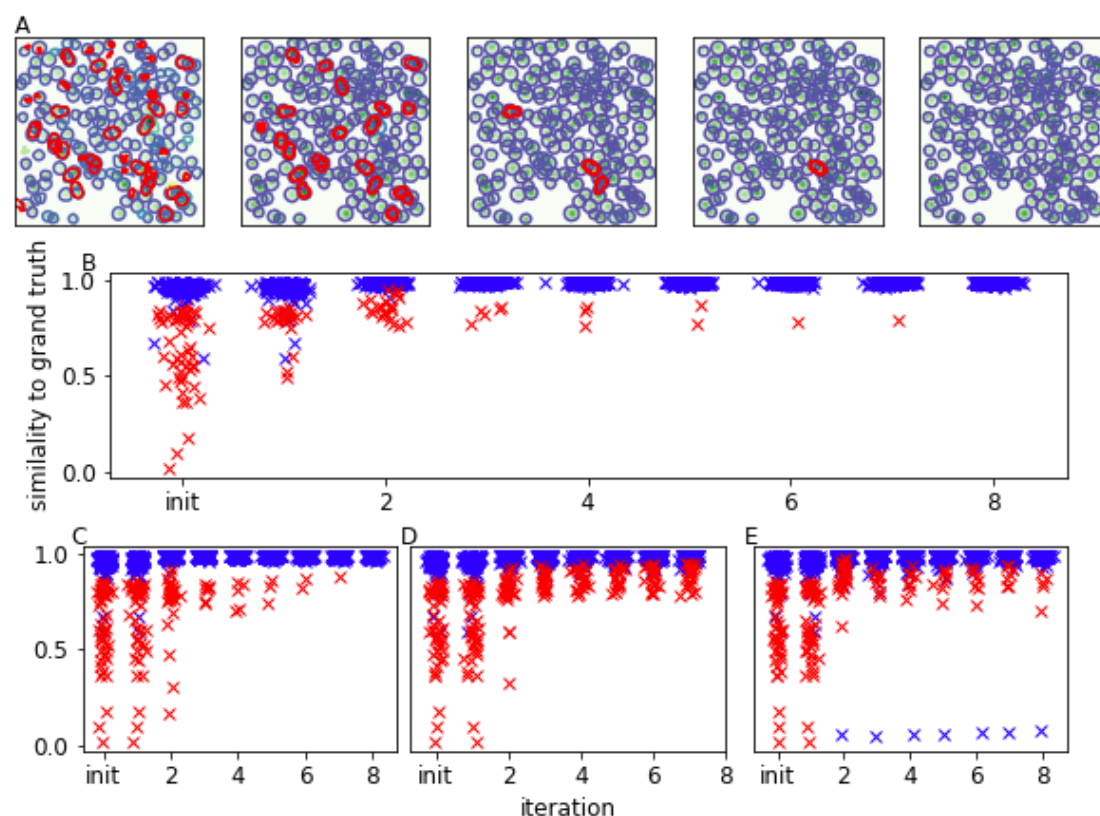 A
B
similality to grand truth
1.0
0.5
0.0
init 2 4 6 8
C D E
1.0
0.5
0.0
init 2 4 6 8 init 2 4 6 8 init 2 4 6 8
iteration